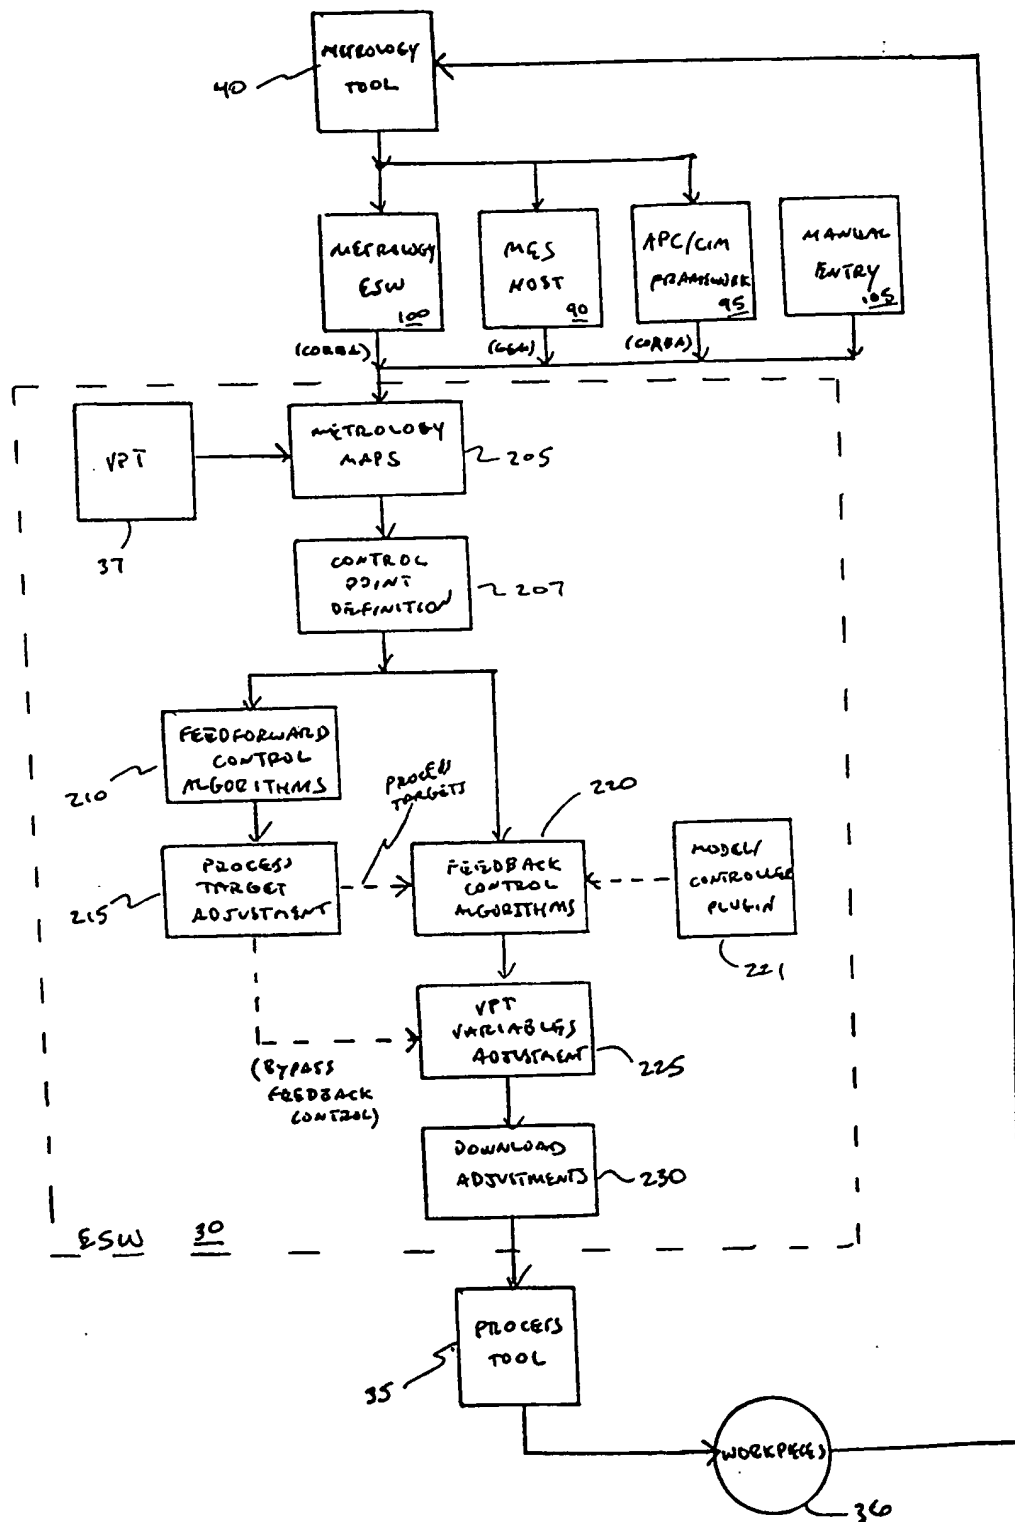 METROLOGY
TOOL
40
METROLOGY
ESW
100
MES
HOST
90
APC/CIM
FRAMEWORK
95
MANUAL
ENTRY
105
(CORBA)
(GEM)
(CORBA)
VPT
37
METROLOGY
MAPS
205
CONTROL
POINT
DEFINITION
207
FEEDFORWARD
CONTROL
ALGORITHMS
210
PROCESS
TARGETS
220
PROCESS
TARGET
ADJUSTMENT
215
FEEDBACK
CONTROL
ALGORITHMS
MODEL/
CONTROLLER
PLUGIN
221
VPT
VARIABLES
ADJUSTMENT
225
(BYPASS
FEEDBACK
CONTROL)
DOWNLOAD
ADJUSTMENTS
230
ESW 30
PROCESS
TOOL
35
WORKPIECES
36